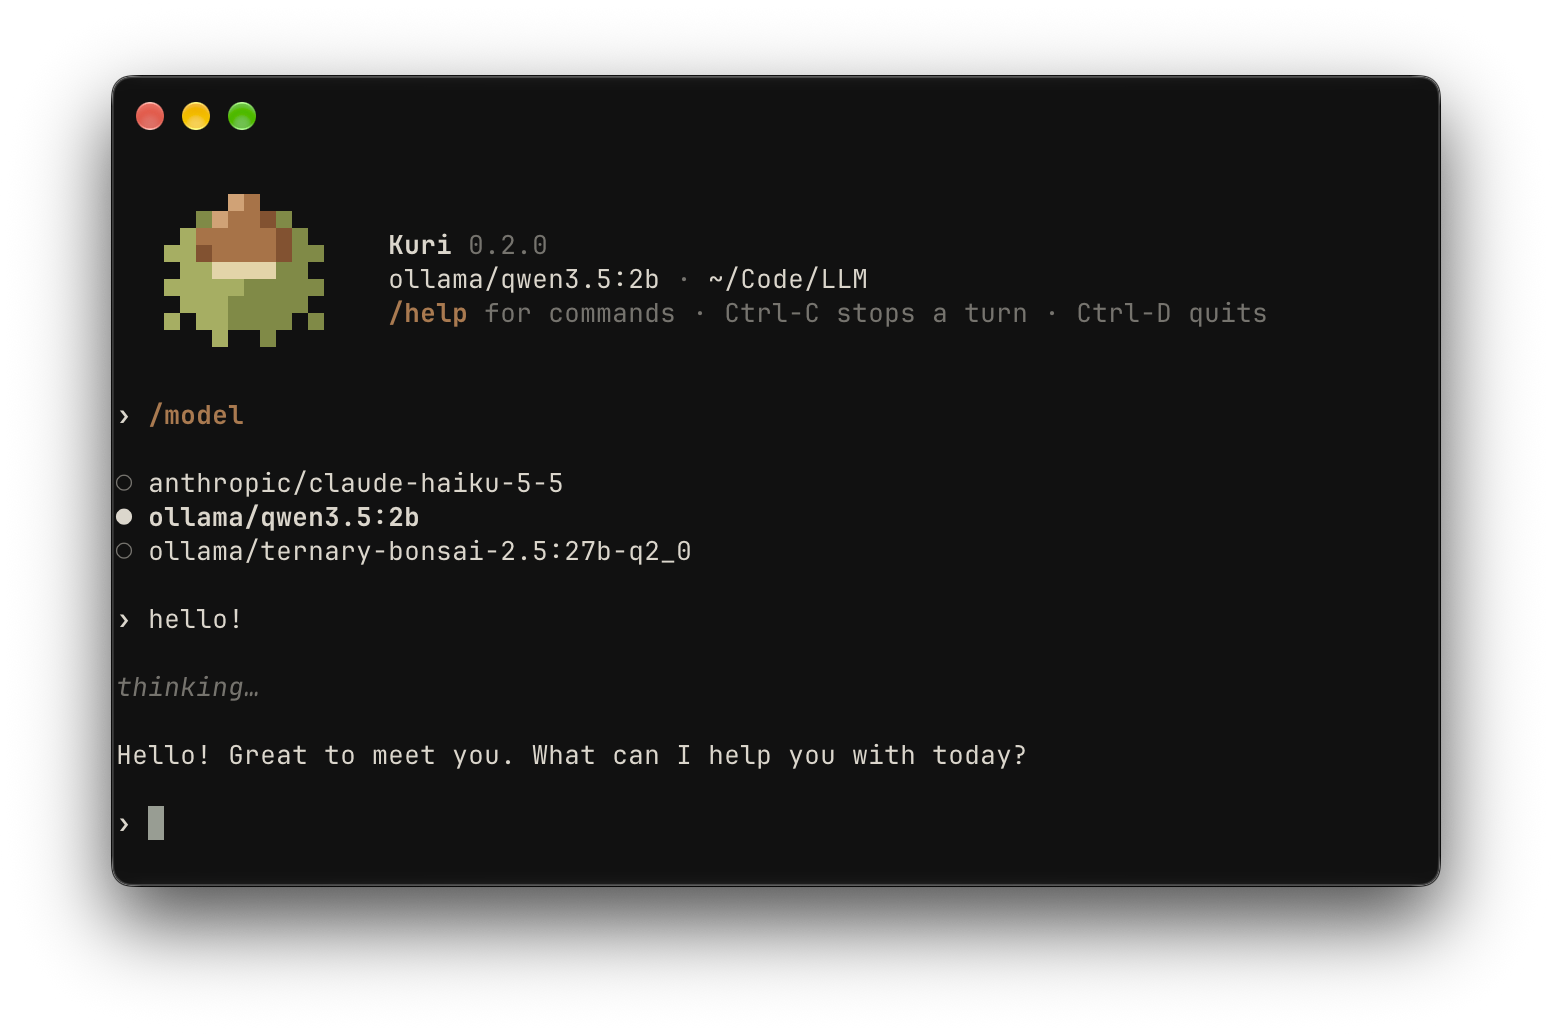 Kuri 0.2.0
ollama/qwen3.5:2b · ~/Code/LLM
/help for commands · Ctrl-C stops a turn · Ctrl-D quits
› /model
○ anthropic/claude-haiku-5-5
● ollama/qwen3.5:2b
○ ollama/ternary-bonsai-2.5:27b-q2_0
› hello!
thinking…
Hello! Great to meet you. What can I help you with today?
›